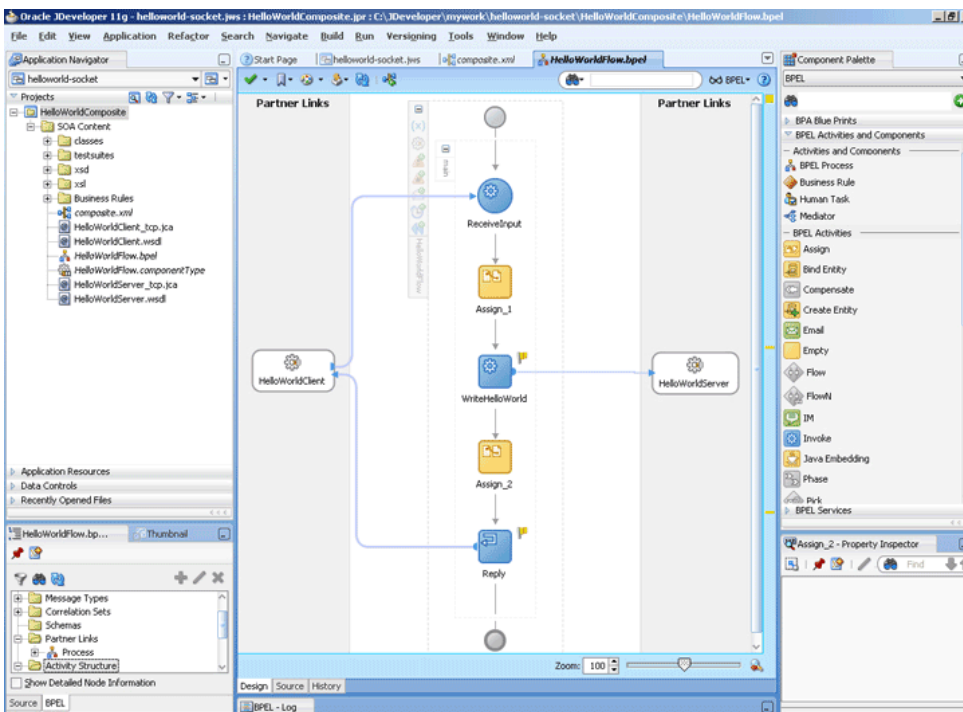 Oracle JDeveloper 11g - helloworld-socket.jws : HelloWorldComposite.jpr : C:\JDeveloper\mywork\helloworld-socket\HelloWorldComposite\HelloWorldFlow.bpel
File Edit View Application Refactor Search Navigate Build Run Versioning Tools Window Help
Application Navigator
helloworld-socket
Projects
HelloWorldComposite
SOA Content
classes
testsuites
xsd
xsl
Business Rules
composite.xml
HelloWorldClient_tcp.jca
HelloWorldClient.wsdl
HelloWorldFlow.bpel
HelloWorldFlow.componentType
HelloWorldServer_tcp.jca
HelloWorldServer.wsdl
Application Resources
Data Controls
Recently Opened Files
HelloWorldFlow.bp... Thumbnail
Message Types
Correlation Sets
Schemas
Partner Links
Process
Activity Structure
Show Detailed Node Information
Source BPEL
Start Page helloworld-socket.jws composite.xml HelloWorldFlow.bpel
BPEL
Partner Links Partner Links
main
HelloWorldFlow
ReceiveInput
Assign_1
HelloWorldClient
WriteHelloWorld
HelloWorldServer
Assign_2
Reply
Zoom: 100
Design Source History
BPEL - Log
Component Palette
BPEL
BPA Blue Prints
BPEL Activities and Components
Activities and Components
BPEL Process
Business Rule
Human Task
Mediator
BPEL Activities
Assign
Bind Entity
Compensate
Create Entity
Email
Empty
Flow
FlowN
IM
Invoke
Java Embedding
Phase
Pick
BPEL Services
Assign_2 - Property Inspector
Find